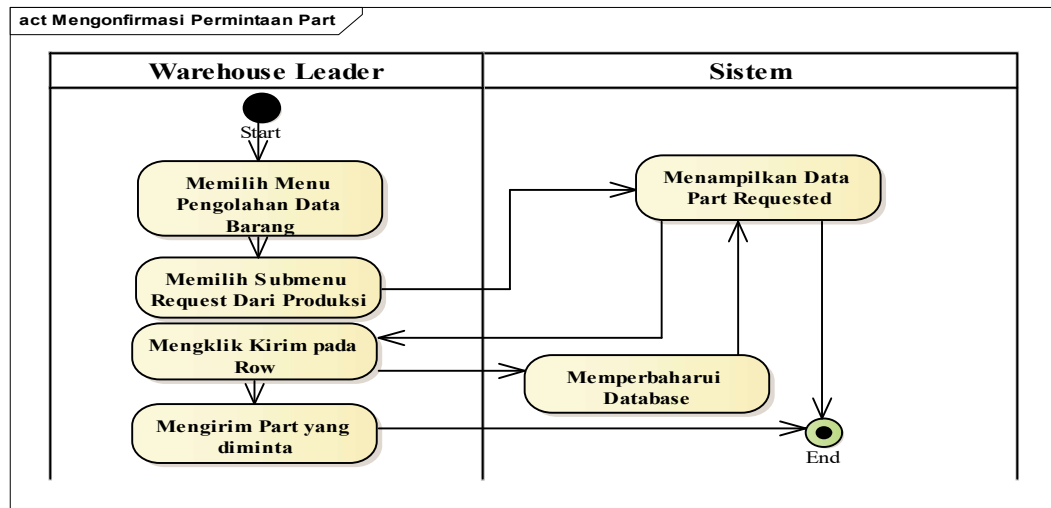 act Mengonfirmasi Permintaan Part
Warehouse Leader
Sistem
Start
Memilih Menu
Pengolahan Data
Barang
Memilih Submenu
Request Dari Produksi
Mengklik Kirim pada
Row
Mengirim Part yang
diminta
Menampilkan Data
Part Requested
Memperbaharui
Database
End